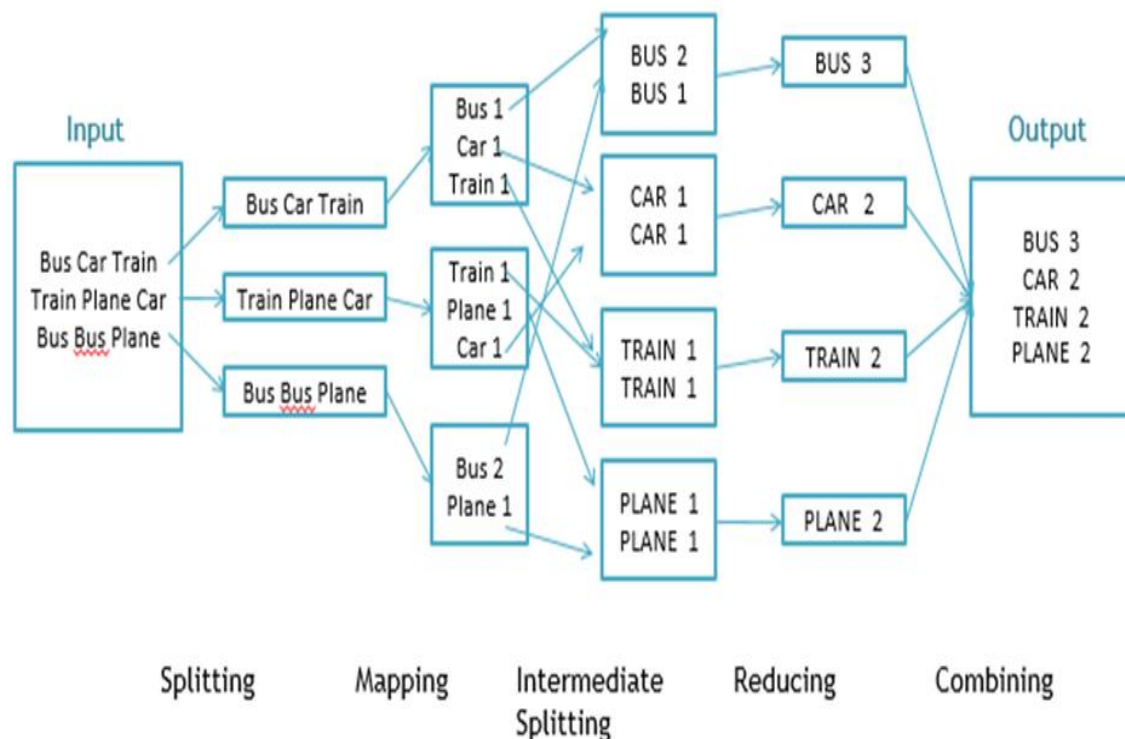 Input
Bus Car Train
Train Plane Car
Bus Bus Plane
Bus Car Train
Train Plane Car
Bus Bus Plane
Bus 1
Car 1
Train 1
Train 1
Plane 1
Car 1
Bus 2
Plane 1
BUS 2
BUS 1
CAR 1
CAR 1
TRAIN 1
TRAIN 1
PLANE 1
PLANE 1
BUS 3
CAR 2
TRAIN 2
PLANE 2
Output
BUS 3
CAR 2
TRAIN 2
PLANE 2
Splitting
Mapping
Intermediate
Splitting
Reducing
Combining